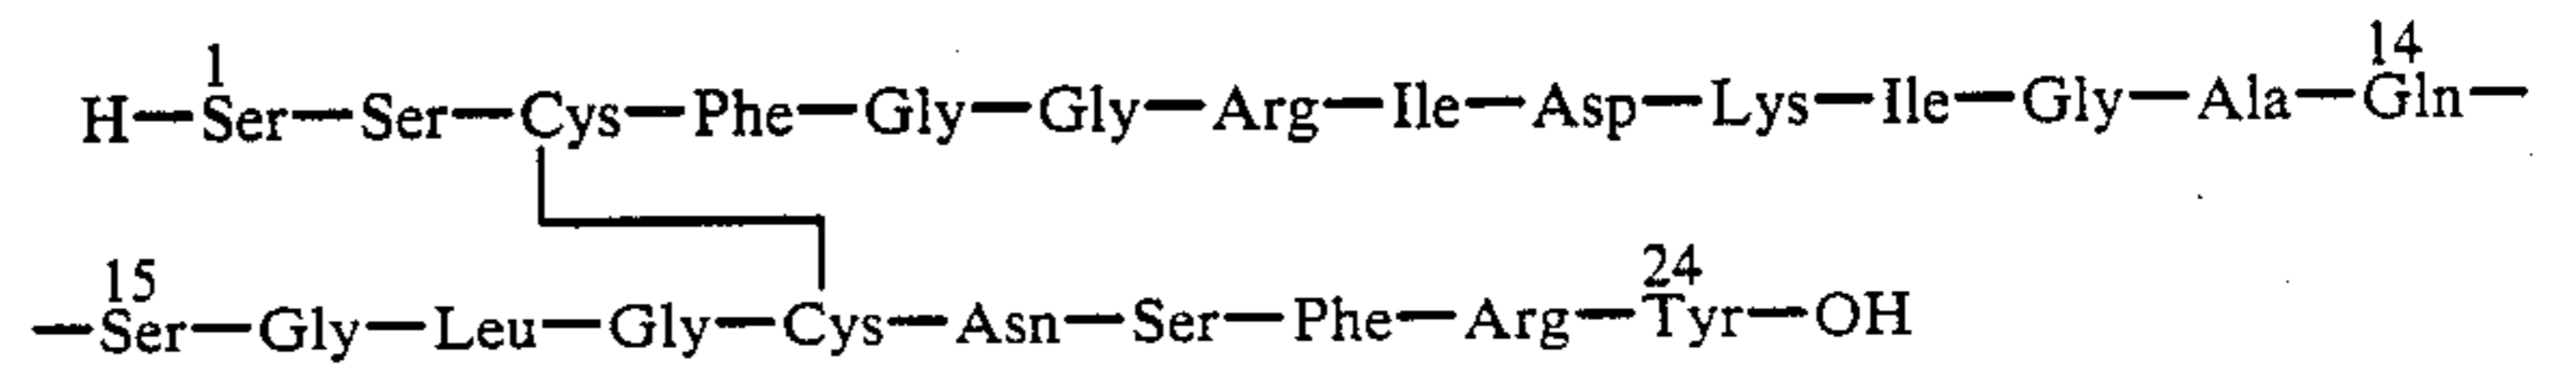 1 14
H—Ser—Ser—Cys—Phe—Gly—Gly—Arg—Ile—Asp—Lys—Ile—Gly—Ala—Gln—
15 24
—Ser—Gly—Leu—Gly—Cys—Asn—Ser—Phe—Arg—Tyr—OH